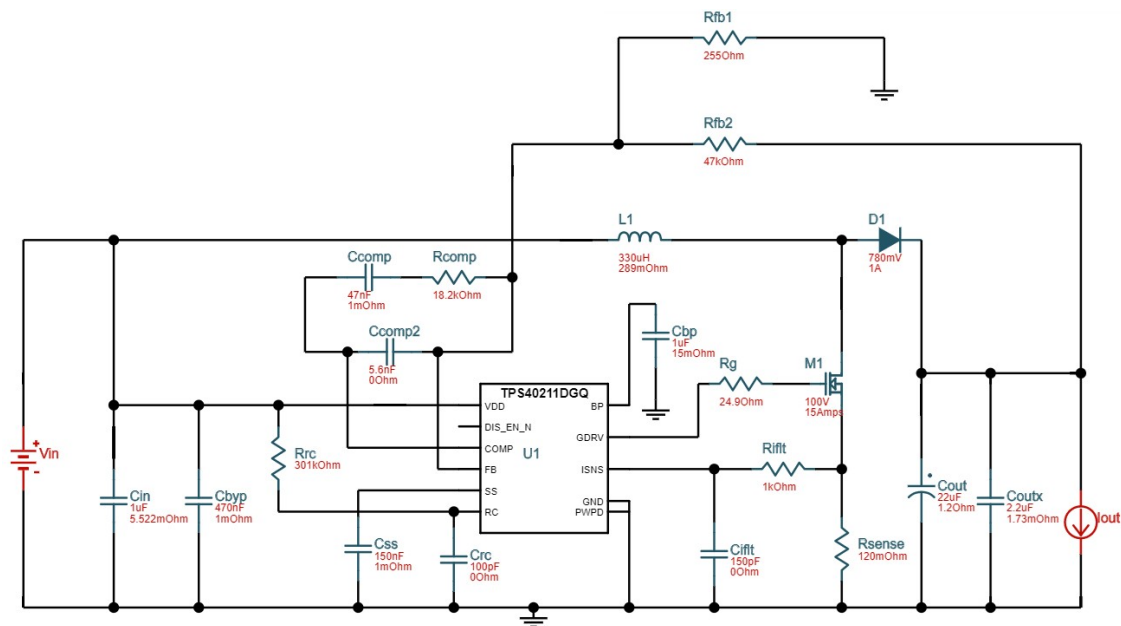 Rfb1
255Ohm
Rfb2
47kOhm
L1
330uH
289mOhm
D1
780mV
1A
Ccomp
47nF
1mOhm
Rcomp
18.2kOhm
Ccomp2
5.6nF
0Ohm
Cbp
1uF
15mOhm
Rg
24.9Ohm
M1
100V
15Amps
TPS40211DGQ
VDD
DIS_EN_N
COMP
FB
SS
RC
BP
GDRV
ISNS
GND
PWPD
U1
Vin
+
-
Rrc
301kOhm
Riflt
1kOhm
Cin
1uF
5.522mOhm
Cbyp
470nF
1mOhm
Css
150nF
1mOhm
Crc
100pF
0Ohm
Ciflt
150pF
0Ohm
Rsense
120mOhm
Cout
22uF
1.2Ohm
Coutx
2.2uF
1.73mOhm
Iout